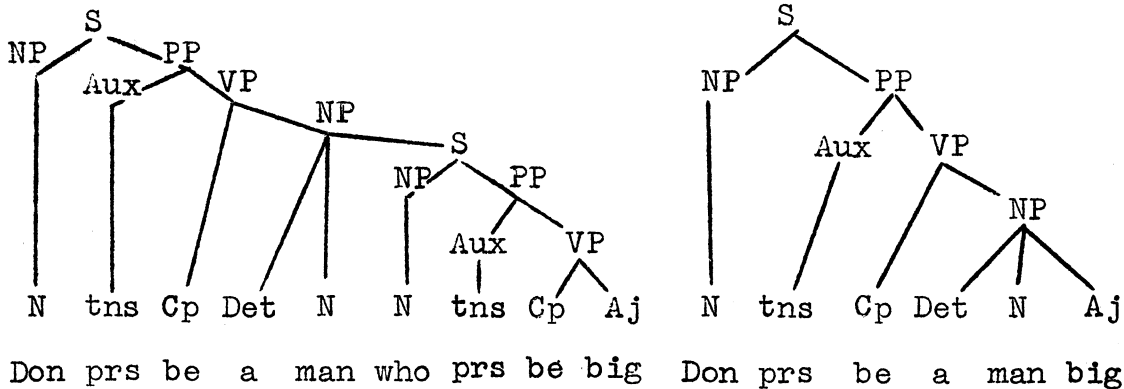 S S
NP PP
Aux VP NP PP
NP
S Aux VP
NP PP
NP
Aux VP
N tns Cp Det N N tns Cp Aj N tns Cp Det N Aj
Don prs be a man who prs be big Don prs be a man big